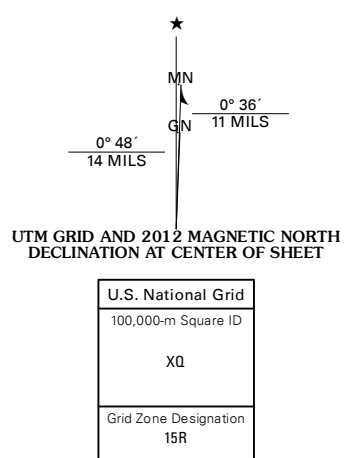 ★
MN
0° 36´
11 MILS
GN
0° 48´
14 MILS
UTM GRID AND 2012 MAGNETIC NORTH
DECLINATION AT CENTER OF SHEET
U.S. National Grid
100,000-m Square ID
XQ
Grid Zone Designation
15R